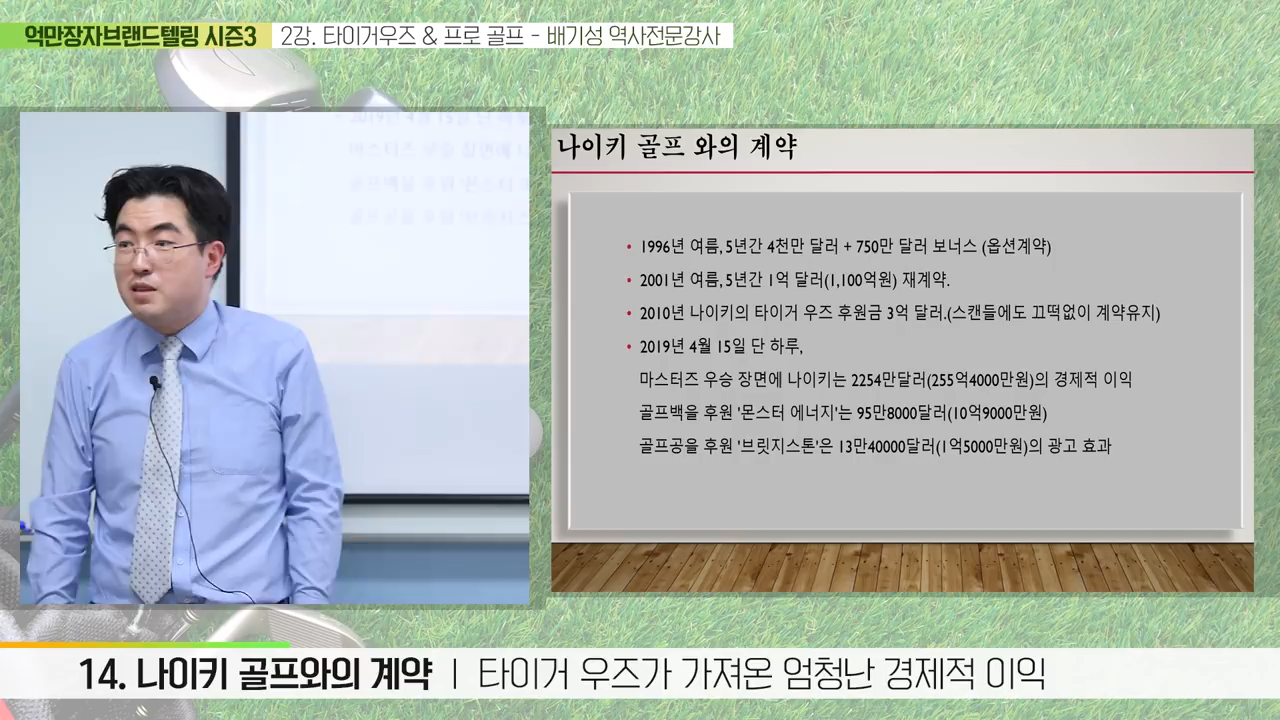 억만장자브랜드텔링 시즌3 2강. 타이거우즈 & 프로 골프 - 배기성 역사전문강사
나이키 골프 와의 계약
• 1996년 여름, 5년간 4천만 달러 + 750만 달러 보너스 (옵션계약)
• 2001년 여름, 5년간 1억 달러(1,100억원) 재계약.
• 2010년 나이키의 타이거 우즈 후원금 3억 달러.(스캔들에도 끄떡없이 계약유지)
• 2019년 4월 15일 단 하루,
마스터즈 우승 장면에 나이키는 2254만달러(255억4000만원)의 경제적 이익
골프백을 후원 '몬스터 에너지'는 95만8000달러(10억9000만원)
골프공을 후원 '브릿지스톤'은 13만40000달러(1억5000만원)의 광고 효과
14. 나이키 골프와의 계약 | 타이거 우즈가 가져온 엄청난 경제적 이익